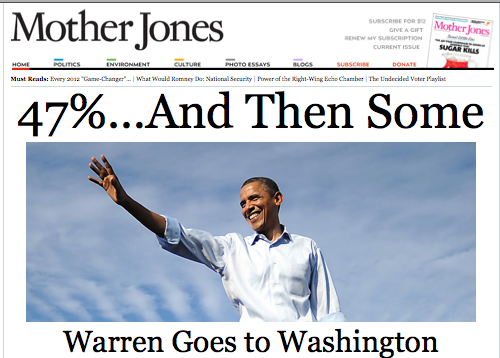 Mother Jones
SUBSCRIBE FOR $12
GIVE A GIFT
RENEW MY SUBSCRIPTION
CURRENT ISSUE
Mother Jones
SUGAR KILLS
HOME POLITICS ENVIRONMENT CULTURE PHOTO ESSAYS BLOGS SUBSCRIBE DONATE
Must Reads: Every 2012 "Game-Changer"... | What Would Romney Do: National Security | Power of the Right-Wing Echo Chamber | The Undecided Voter Playlist
47%...And Then Some
Warren Goes to Washington